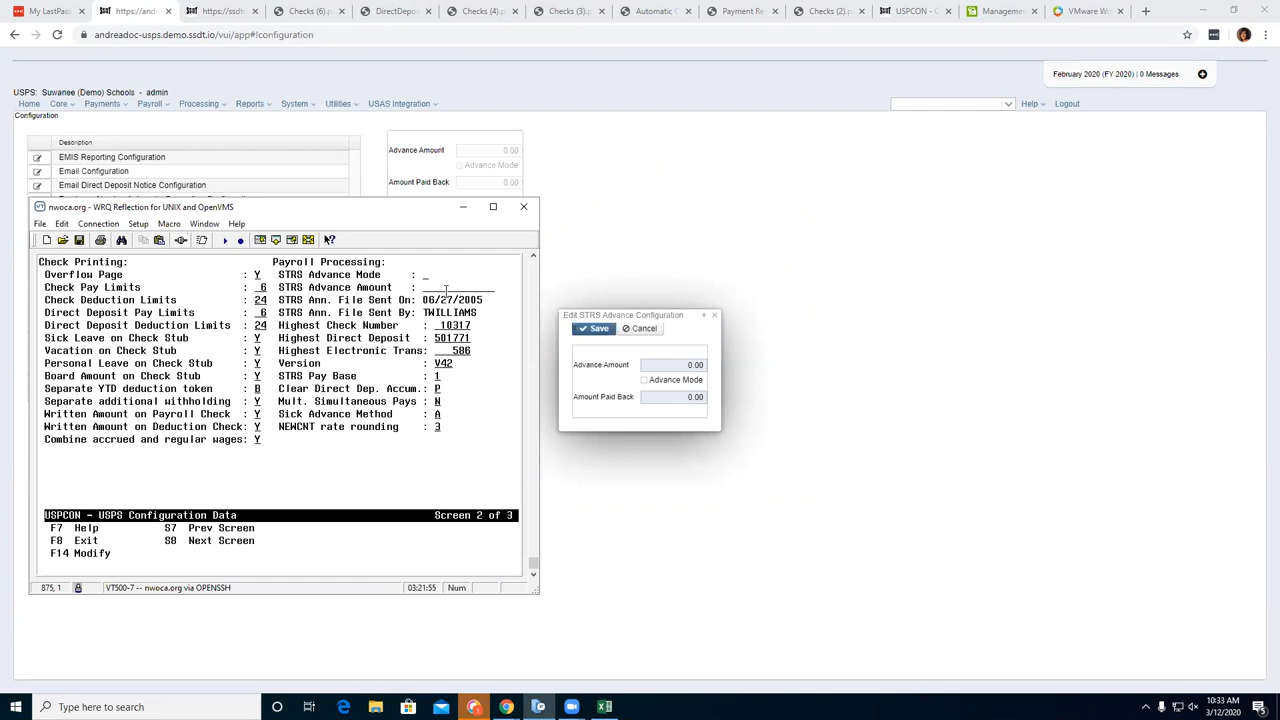 My LastPass
https://andre
https://ssdt
Checks (6).
DirectDepos
Checks (4).
Checks (3).
Automatic C
Payment Re
Checks (2).
USPCON - C
Management
VMware Wo
andreadoc-usps.demo.ssdt.io/vui/app#!configuration
February 2020 (FY 2020) | 0 Messages
USPS: Suwanee (Demo) Schools - admin
Home Core Payments Payroll Processing Reports System Utilities USAS Integration Help Logout
Configuration
Description
EMIS Reporting Configuration
Email Configuration
Email Direct Deposit Notice Configuration
Advance Amount 0.00
Advance Mode
Amount Paid Back 0.00
nwoca.org - WRQ Reflection for UNIX and OpenVMS
File Edit Connection Setup Macro Window Help
Check Printing: Payroll Processing:
Overflow Page : Y STRS Advance Mode : _
Check Pay Limits : 6 STRS Advance Amount :
Check Deduction Limits : 24 STRS Ann. File Sent On: 06/27/2005
Direct Deposit Pay Limits : 6 STRS Ann. File Sent By: TWILLIAMS
Direct Deposit Deduction Limits : 24 Highest Check Number : 10317
Sick Leave on Check Stub : Y Highest Direct Deposit : 501771
Vacation on Check Stub : Y Highest Electronic Trans: 586
Personal Leave on Check Stub : Y Version : V42
Board Amount on Check Stub : Y STRS Pay Base : 1
Separate YTD deduction token : B Clear Direct Dep. Accum.: P
Separate additional withholding : Y Mult. Simultaneous Pays : N
Written Amount on Payroll Check : Y Sick Advance Method : A
Written Amount on Deduction Check: Y NEWCNT rate rounding : 3
Combine accrued and regular wages: Y
USPCON - USPS Configuration Data Screen 2 of 3
F7 Help S7 Prev Screen
F8 Exit S8 Next Screen
F14 Modify
875, 1 VT500-7 -- nwoca.org via OPENSSH 03:21:55 Num
Edit STRS Advance Configuration
Save Cancel
Advance Amount 0.00
Advance Mode
Amount Paid Back 0.00
Type here to search
10:33 AM
3/12/2020